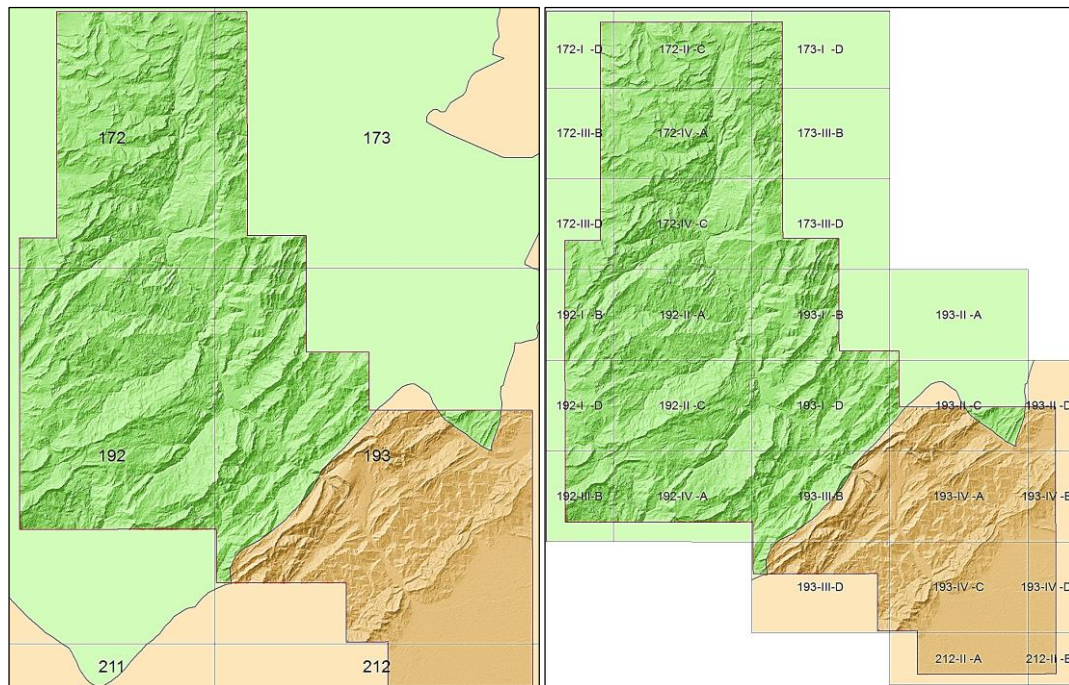 172
173
192
193
211
212
172-I -D
172-II -C
173-I -D
172-III-B
172-IV -A
173-III-B
172-III-D
172-IV -C
173-III-D
192-I -B
192-II -A
193-I -B
193-II -A
192-I -D
192-II -C
193-I -D
193-II -C
193-II -D
192-III-B
192-IV -A
193-III-B
193-IV -A
193-IV -B
193-III-D
193-IV -C
193-IV -D
212-II -A
212-II -B